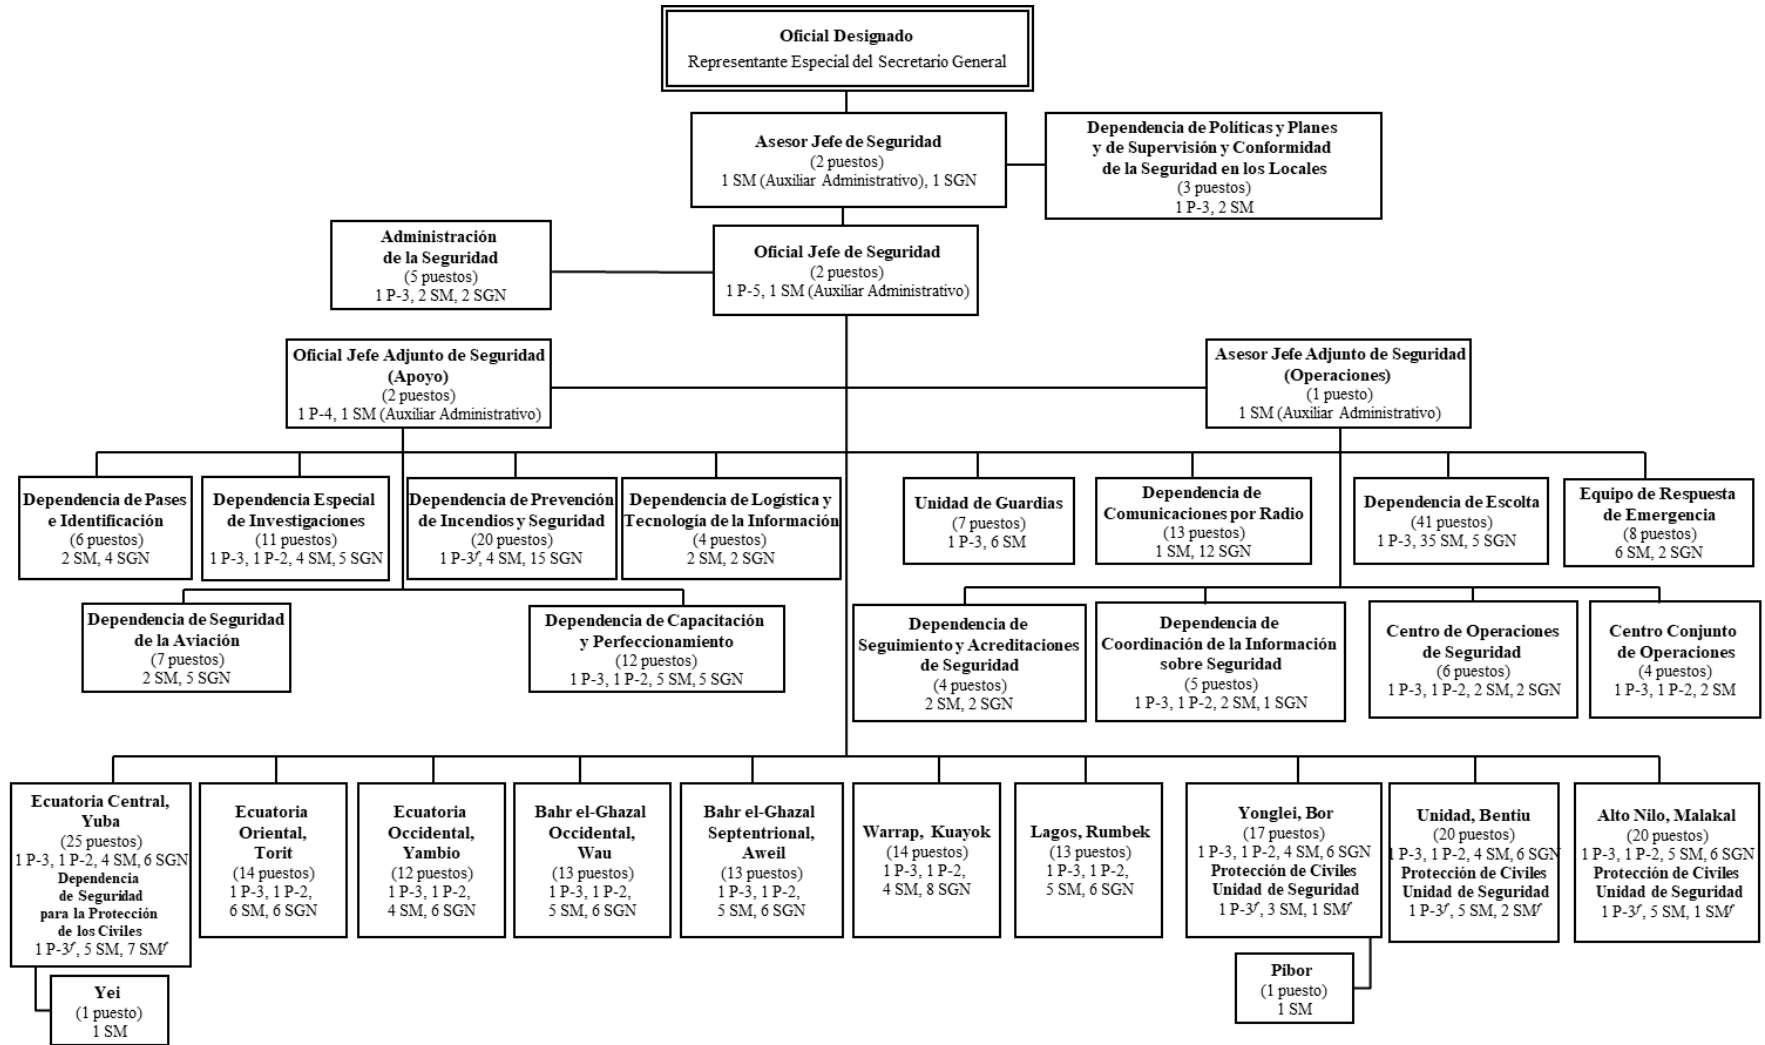 Oficial Designado
Representante Especial del Secretario General
Asesor Jefe de Seguridad
(2 puestos)
1 SM (Auxiliar Administrativo), 1 SGN
Dependencia de Políticas y Planes
y de Supervisión y Conformidad
de la Seguridad en los Locales
(3 puestos)
1 P-3, 2 SM
Administración
de la Seguridad
(5 puestos)
1 P-3, 2 SM, 2 SGN
Oficial Jefe de Seguridad
(2 puestos)
1 P-5, 1 SM (Auxiliar Administrativo)
Oficial Jefe Adjunto de Seguridad
(Apoyo)
(2 puestos)
1 P-4, 1 SM (Auxiliar Administrativo)
Asesor Jefe Adjunto de Seguridad
(Operaciones)
(1 puesto)
1 SM (Auxiliar Administrativo)
Dependencia de Pases
e Identificación
(6 puestos)
2 SM, 4 SGN
Dependencia Especial
de Investigaciones
(11 puestos)
1 P-3, 1 P-2, 4 SM, 5 SGN
Dependencia de Prevención
de Incendios y Seguridad
(20 puestos)
1 P-3f, 4 SM, 15 SGN
Dependencia de Logística y
Tecnología de la Información
(4 puestos)
2 SM, 2 SGN
Unidad de Guardias
(7 puestos)
1 P-3, 6 SM
Dependencia de
Comunicaciones por Radio
(13 puestos)
1 SM, 12 SGN
Dependencia de Escolta
(41 puestos)
1 P-3, 35 SM, 5 SGN
Equipo de Respuesta
de Emergencia
(8 puestos)
6 SM, 2 SGN
Dependencia de Seguridad
de la Aviación
(7 puestos)
2 SM, 5 SGN
Dependencia de Capacitación
y Perfeccionamiento
(12 puestos)
1 P-3, 1 P-2, 5 SM, 5 SGN
Dependencia de
Seguimiento y Acreditaciones
de Seguridad
(4 puestos)
2 SM, 2 SGN
Dependencia de
Coordinación de la Información
sobre Seguridad
(5 puestos)
1 P-3, 1 P-2, 2 SM, 1 SGN
Centro de Operaciones
de Seguridad
(6 puestos)
1 P-3, 1 P-2, 2 SM, 2 SGN
Centro Conjunto
de Operaciones
(4 puestos)
1 P-3, 1 P-2, 2 SM
Ecuatoria Central,
Yuba
(25 puestos)
1 P-3, 1 P-2, 4 SM, 6 SGN
Dependencia
de Seguridad
para la Protección
de los Civiles
1 P-3f, 5 SM, 7 SMf
Ecuatoria
Oriental,
Torit
(14 puestos)
1 P-3, 1 P-2,
6 SM, 6 SGN
Ecuatoria
Occidental,
Yambio
(12 puestos)
1 P-3, 1 P-2,
4 SM, 6 SGN
Bahr el-Ghazal
Occidental,
Wau
(13 puestos)
1 P-3, 1 P-2,
5 SM, 6 SGN
Bahr el-Ghazal
Septentrional,
Aweil
(13 puestos)
1 P-3, 1 P-2,
5 SM, 6 SGN
Warrap, Kuayok
(14 puestos)
1 P-3, 1 P-2,
4 SM, 8 SGN
Lagos, Rumbek
(13 puestos)
1 P-3, 1 P-2,
5 SM, 6 SGN
Yonglei, Bor
(17 puestos)
1 P-3, 1 P-2, 4 SM, 6 SGN
Protección de Civiles
Unidad de Seguridad
1 P-3f, 3 SM, 1 SMf
Unidad, Bentiu
(20 puestos)
1 P-3, 1 P-2, 4 SM, 6 SGN
Protección de Civiles
Unidad de Seguridad
1 P-3f, 5 SM, 2 SMf
Alto Nilo, Malakal
(20 puestos)
1 P-3, 1 P-2, 5 SM, 6 SGN
Protección de Civiles
Unidad de Seguridad
1 P-3f, 5 SM, 1 SMf
Yei
(1 puesto)
1 SM
Pibor
(1 puesto)
1 SM